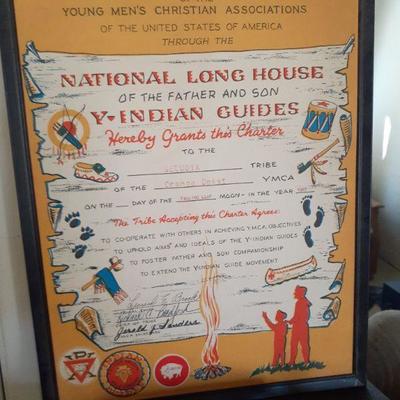 YOUNG MEN'S CHRISTIAN ASSOCIATIONS
OF THE UNITED STATES OF AMERICA
THROUGH THE
NATIONAL LONG HOUSE
OF THE FATHER AND SON
Y-INDIAN GUIDES
Hereby Grants this Charter
TO THE
TRIBE
OF THE Orange Coast YMCA
ON THE DAY OF THE MOON - IN THE YEAR
The Tribe Accepting this Charter Agrees:
TO CO-OPERATE WITH OTHERS IN ACHIEVING Y.M.C.A. OBJECTIVES
TO UPHOLD AIMS AND IDEALS OF THE Y-INDIAN GUIDES
TO FOSTER FATHER AND SON COMPANIONSHIP
TO EXTEND THE Y-INDIAN GUIDE MOVEMENT
Jerald J. Sanders